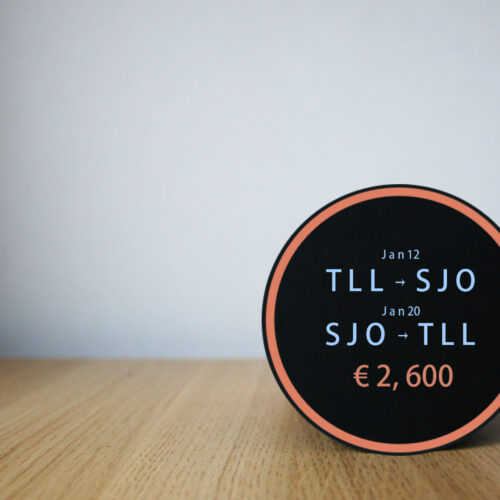 Jan 12
TLL → SJO
Jan 20
SJO → TLL
€ 2,600